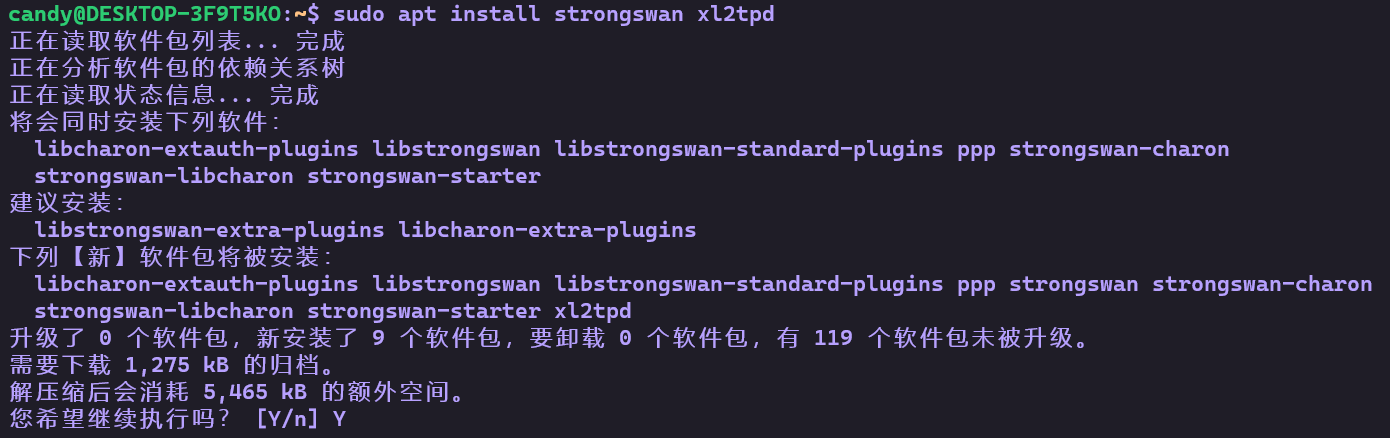 candy@DESKTOP-3F9T5KO:~$ sudo apt install strongswan xl2tpd
正在读取软件包列表... 完成
正在分析软件包的依赖关系树
正在读取状态信息... 完成
将会同时安装下列软件：
  libcharon-extauth-plugins libstrongswan libstrongswan-standard-plugins ppp strongswan-charon
  strongswan-libcharon strongswan-starter
建议安装：
  libstrongswan-extra-plugins libcharon-extra-plugins
下列【新】软件包将被安装：
  libcharon-extauth-plugins libstrongswan libstrongswan-standard-plugins ppp strongswan strongswan-charon
  strongswan-libcharon strongswan-starter xl2tpd
升级了 0 个软件包，新安装了 9 个软件包，要卸载 0 个软件包，有 119 个软件包未被升级。
需要下载 1,275 kB 的归档。
解压缩后会消耗 5,465 kB 的额外空间。
您希望继续执行吗？ [Y/n] Y